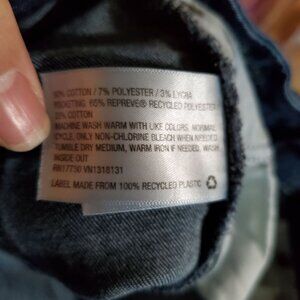 90% COTTON / 7% POLYESTER / 3% LYCRA
POCKETING: 65% REPREVE® RECYCLED POLYESTER
35% COTTON
MACHINE WASH WARM WITH LIKE COLORS, NORMAL
CYCLE, ONLY NON-CHLORINE BLEACH WHEN NEEDED
TUMBLE DRY MEDIUM, WARM IRON IF NEEDED, WASH
INSIDE OUT
RN17730 VN1318131
LABEL MADE FROM 100% RECYCLED PLASTIC